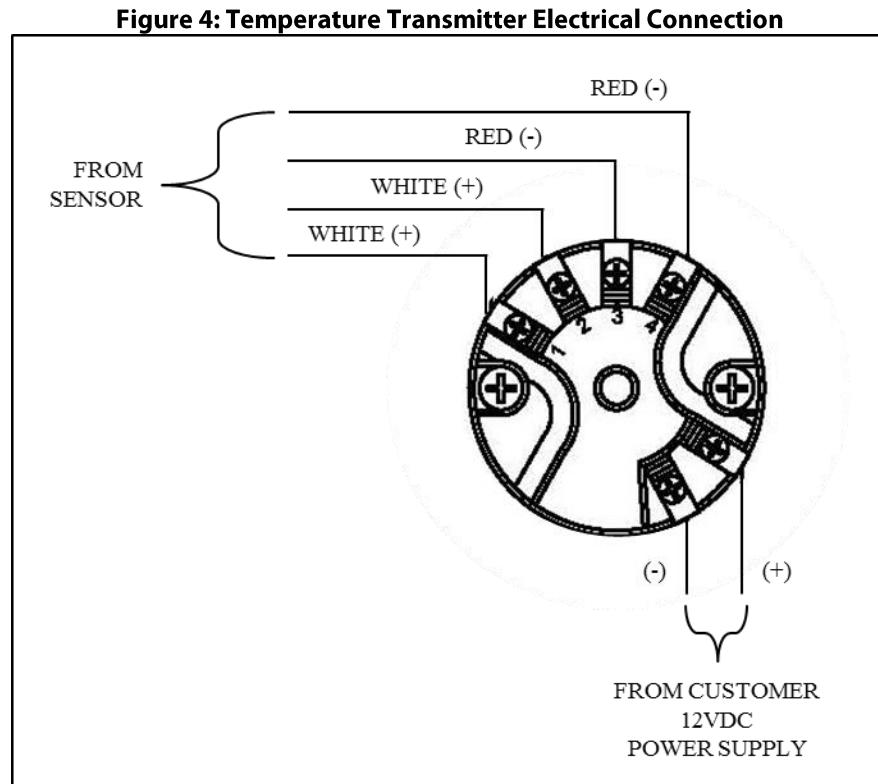 Figure 4: Temperature Transmitter Electrical Connection
RED (-)
RED (-)
WHITE (+)
WHITE (+)
FROM
SENSOR
1
2
3
4
(-)
(+)
FROM CUSTOMER
12VDC
POWER SUPPLY